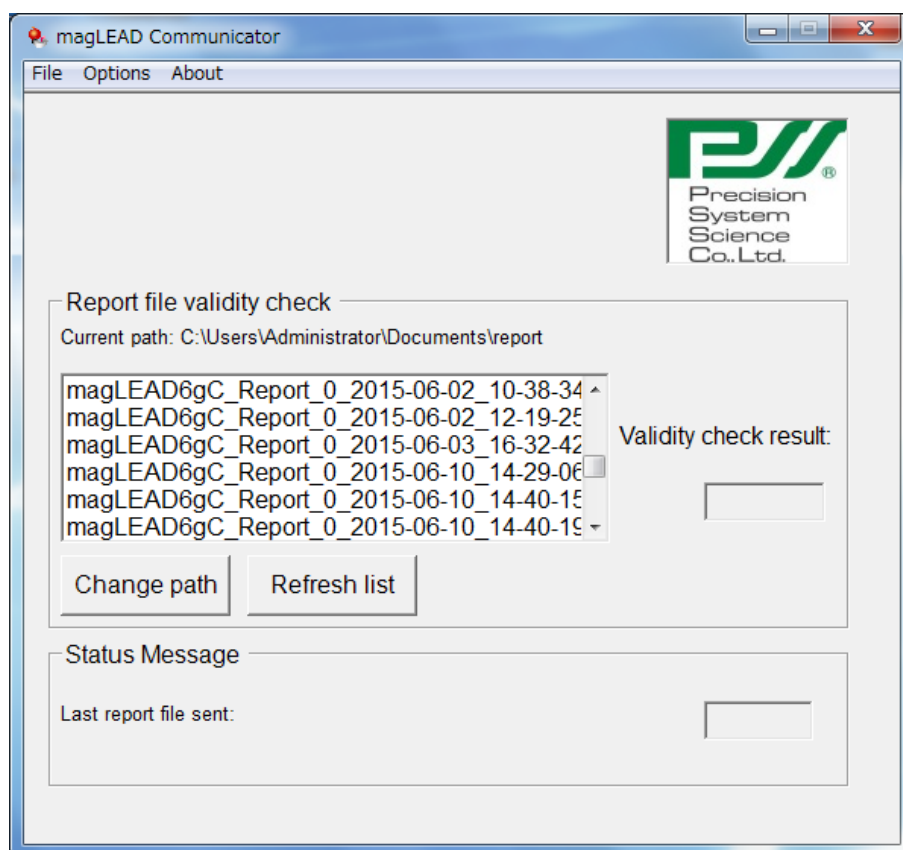 magLEAD Communicator
File Options About
PSS®
Precision
System
Science
Co.,Ltd.
Report file validity check
Current path: C:\Users\Administrator\Documents\report
magLEAD6gC_Report_0_2015-06-02_10-38-34
magLEAD6gC_Report_0_2015-06-02_12-19-25
magLEAD6gC_Report_0_2015-06-03_16-32-42
magLEAD6gC_Report_0_2015-06-10_14-29-06
magLEAD6gC_Report_0_2015-06-10_14-40-15
magLEAD6gC_Report_0_2015-06-10_14-40-19
Validity check result:
Change path Refresh list
Status Message
Last report file sent: